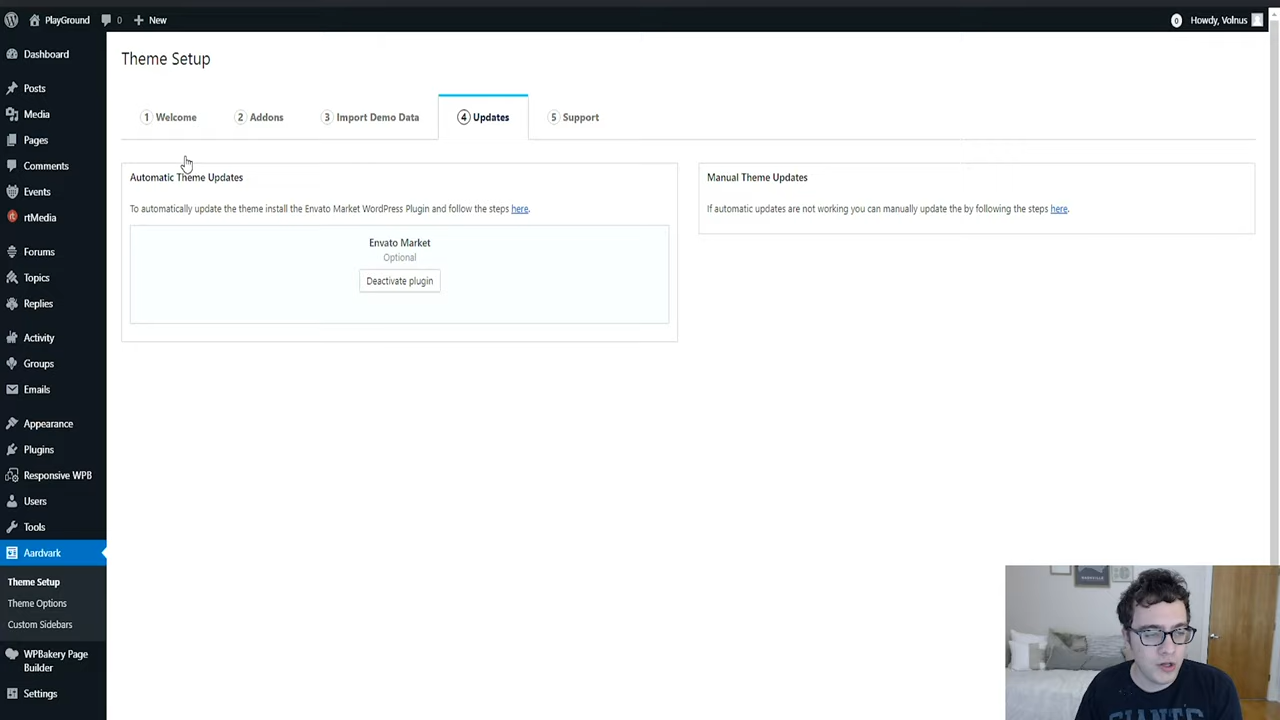 PlayGround
0
New
0
Howdy, Volnus
Dashboard
Posts
Media
Pages
Comments
Events
rtMedia
Forums
Topics
Replies
Activity
Groups
Emails
Appearance
Plugins
Responsive WPB
Users
Tools
Aardvark
Theme Setup
Theme Options
Custom Sidebars
WPBakery Page
Builder
Settings
Theme Setup
1 Welcome
2 Addons
3 Import Demo Data
4 Updates
5 Support
Automatic Theme Updates
To automatically update the theme install the Envato Market WordPress Plugin and follow the steps here.
Envato Market
Optional
Deactivate plugin
Manual Theme Updates
If automatic updates are not working you can manually update the by following the steps here.
GIANTS